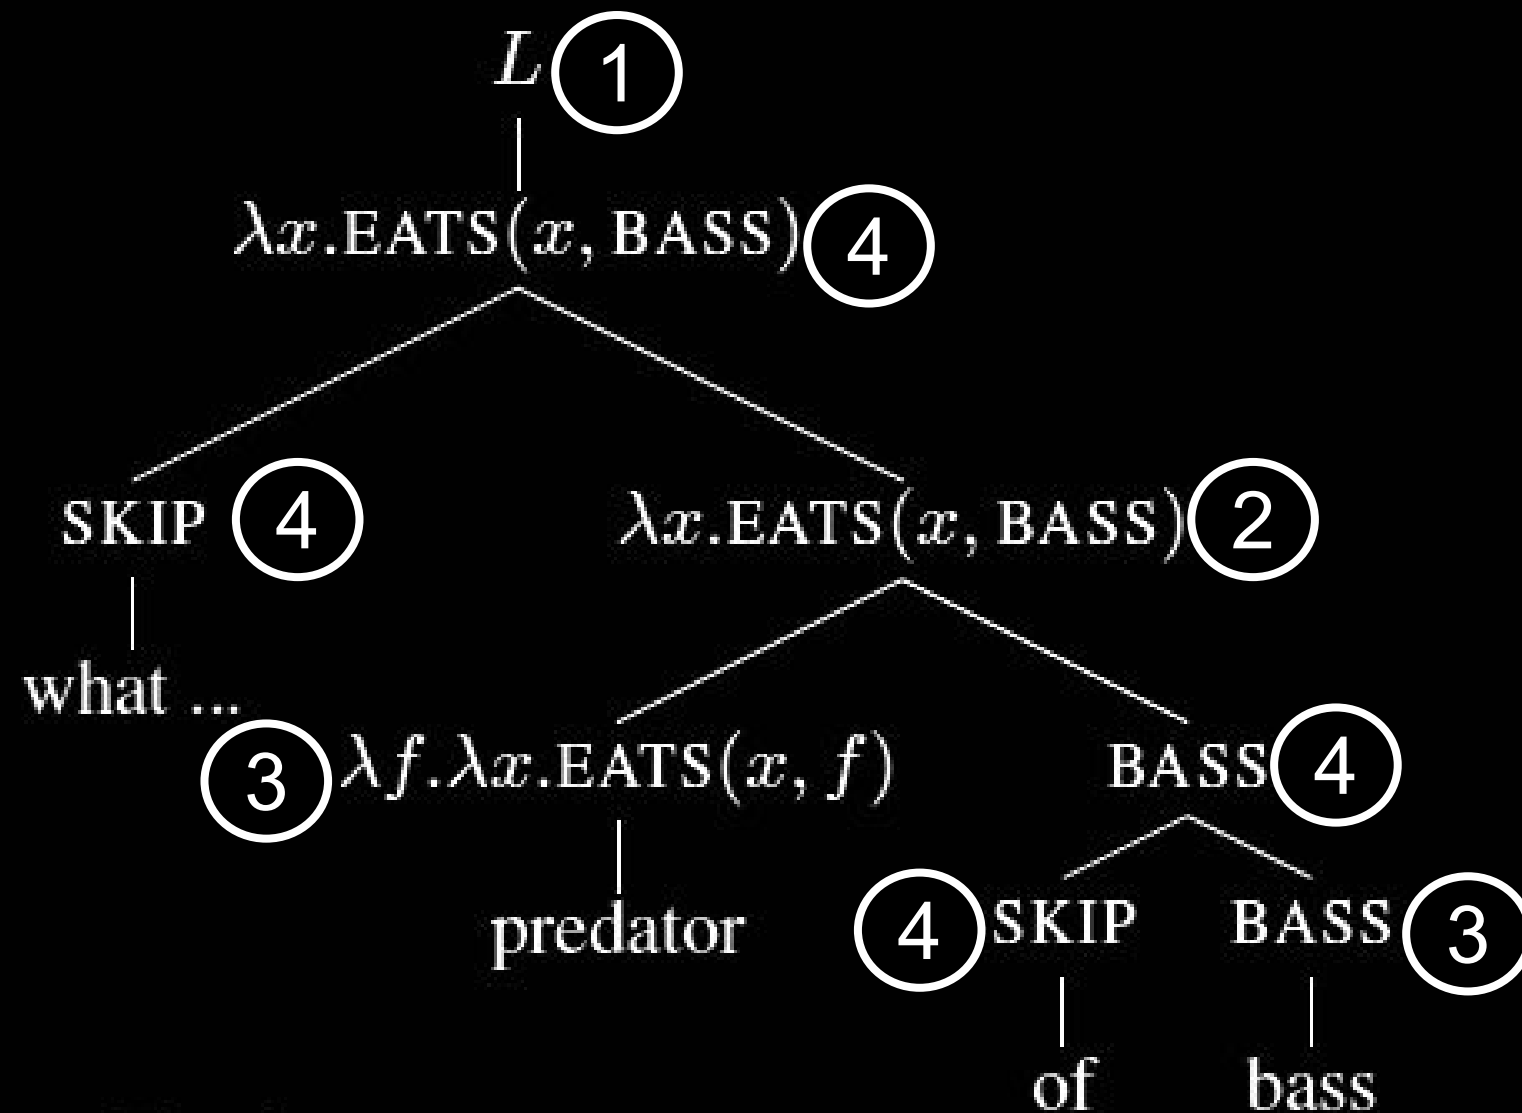 L 1
λx.EATS(x, BASS) 4
SKIP 4 λx.EATS(x, BASS) 2
what ...
3 λf.λx.EATS(x, f) BASS 4
predator 4 SKIP BASS 3
of bass